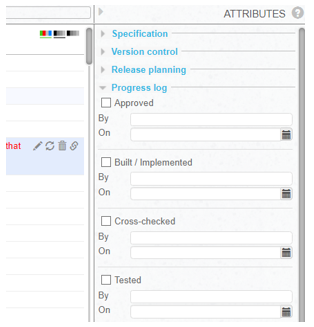 ATTRIBUTES ?
Specification
Version control
Release planning
Progress log
Approved
By
On
that
Built / Implemented
By
On
Cross-checked
By
On
Tested
By
On